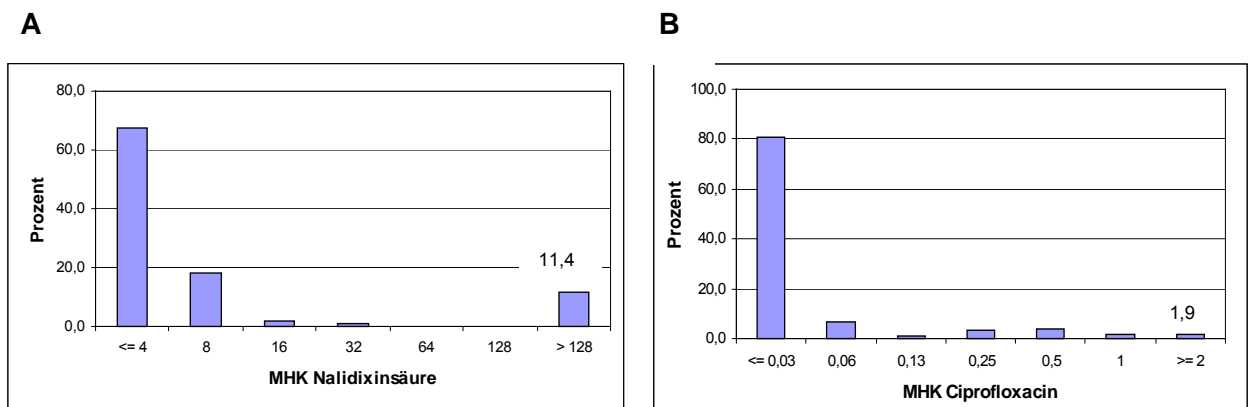 A
Prozent
80,0
60,0
40,0
20,0
0,0
11,4
<= 4 8 16 32 64 128 > 128
MHK Nalidixinsäure
B
Prozent
100,0
80,0
60,0
40,0
20,0
0,0
1,9
<= 0,03 0,06 0,13 0,25 0,5 1 >= 2
MHK Ciprofloxacin